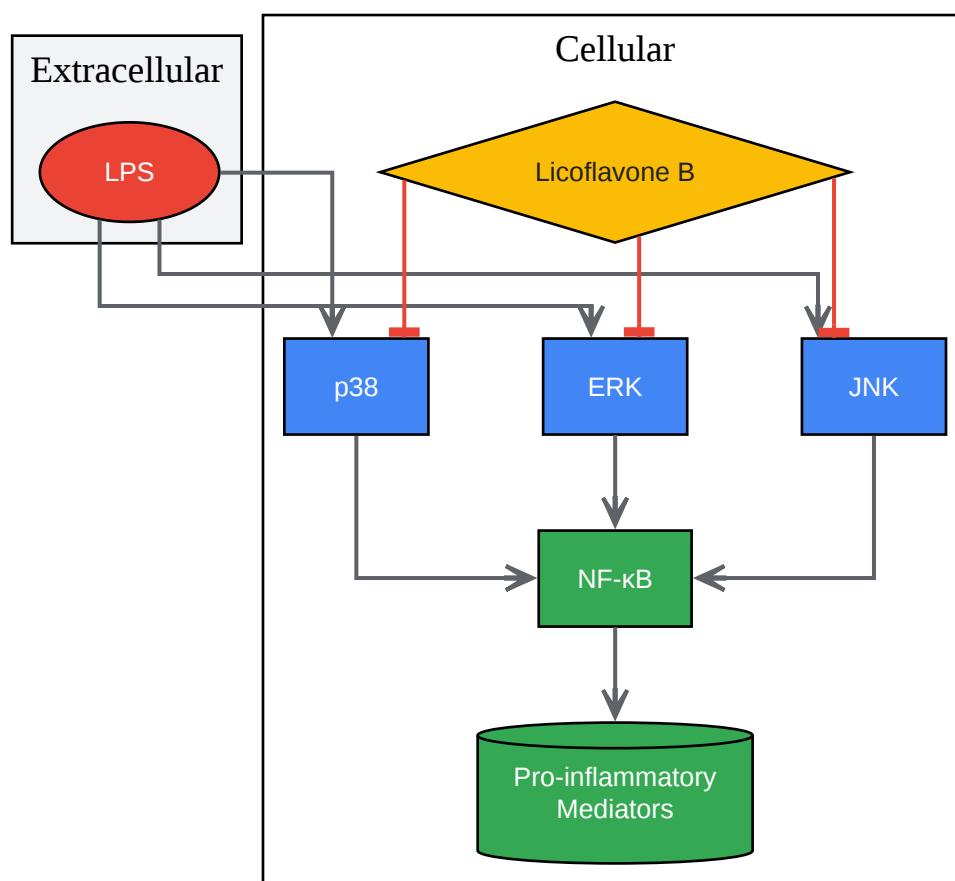 Cellular
Extracellular
LPS
Licoflavone B
p38
ERK
JNK
NF-κB
Pro-inflammatory
Mediators